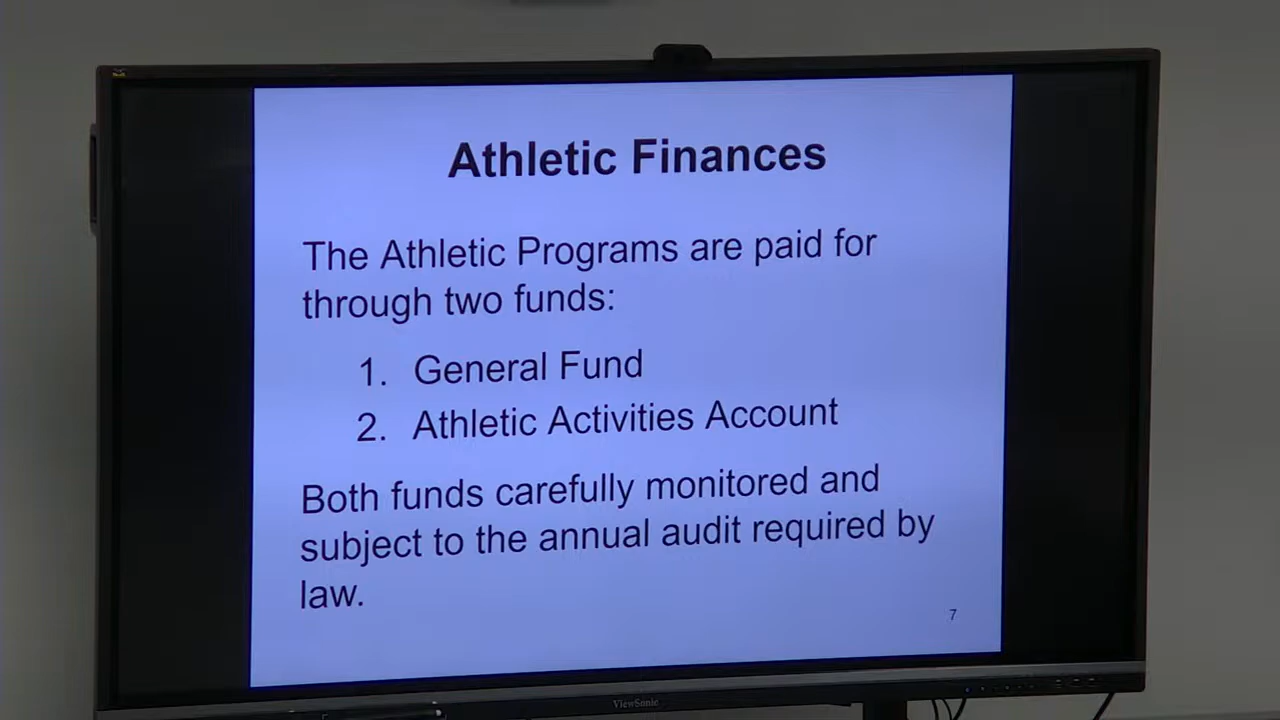 Athletic Finances
The Athletic Programs are paid for
through two funds:
1. General Fund
2. Athletic Activities Account
Both funds carefully monitored and
subject to the annual audit required by
law.
7
ViewSonic